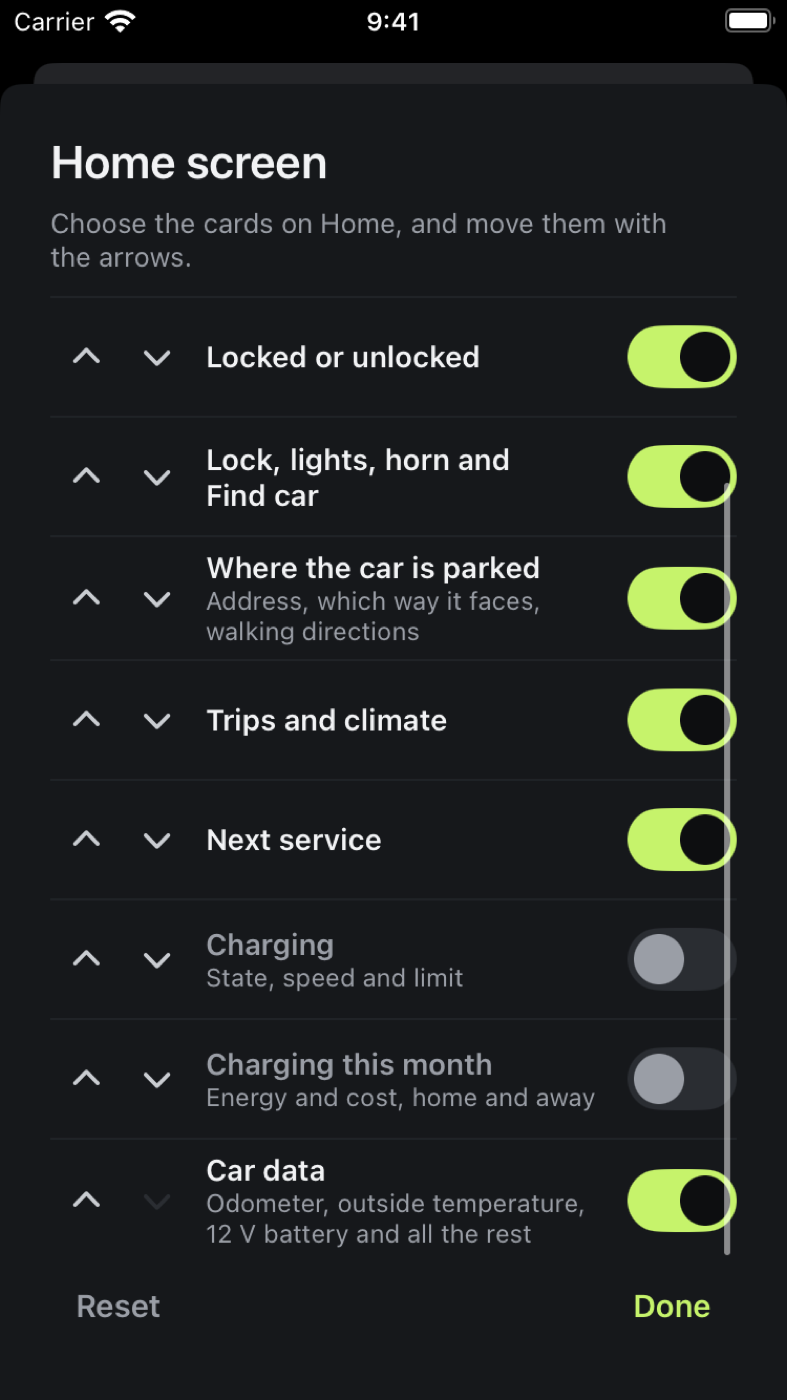 Carrier 9:41
Home screen
Choose the cards on Home, and move them with
the arrows.
Locked or unlocked
Lock, lights, horn and
Find car
Where the car is parked
Address, which way it faces,
walking directions
Trips and climate
Next service
Charging
State, speed and limit
Charging this month
Energy and cost, home and away
Car data
Odometer, outside temperature,
12 V battery and all the rest
Reset Done